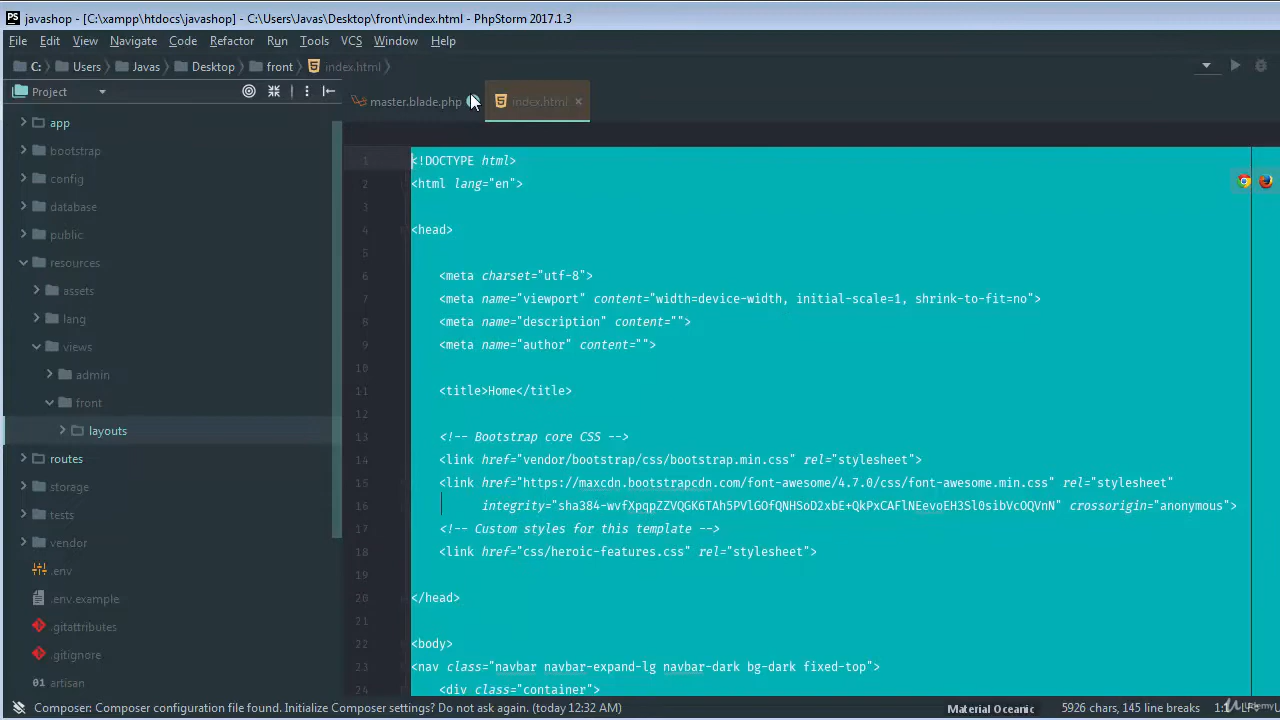 PS javashop - [C:\xampp\htdocs\javashop] - C:\Users\Javas\Desktop\front\index.html - PhpStorm 2017.1.3
File Edit View Navigate Code Refactor Run Tools VCS Window Help
C: Users Javas Desktop front index.html
Project
master.blade.php index.html
app
bootstrap
config
database
public
resources
assets
lang
views
admin
front
layouts
routes
storage
tests
vendor
.env
.env.example
.gitattributes
.gitignore
artisan
1 <!DOCTYPE html>
2 <html lang="en">
3
4 <head>
5
6 <meta charset="utf-8">
7 <meta name="viewport" content="width=device-width, initial-scale=1, shrink-to-fit=no">
8 <meta name="description" content="">
9 <meta name="author" content="">
10
11 <title>Home</title>
12
13 <!-- Bootstrap core CSS -->
14 <link href="vendor/bootstrap/css/bootstrap.min.css" rel="stylesheet">
15 <link href="https://maxcdn.bootstrapcdn.com/font-awesome/4.7.0/css/font-awesome.min.css" rel="stylesheet"
16 integrity="sha384-wvfXpqpZZVQGK6TAh5PVlGOfQNHSoD2xbE+QkPxCAFlNEevoEH3Sl0sibVcOQVnN" crossorigin="anonymous">
17 <!-- Custom styles for this template -->
18 <link href="css/heroic-features.css" rel="stylesheet">
19
20 </head>
21
22 <body>
23 <nav class="navbar navbar-expand-lg navbar-dark bg-dark fixed-top">
24 <div class="container">
Composer: Composer configuration file found. Initialize Composer settings? Do not ask again. (today 12:32 AM) Material Oceanic 5926 chars, 145 line breaks 1:1
Udemy